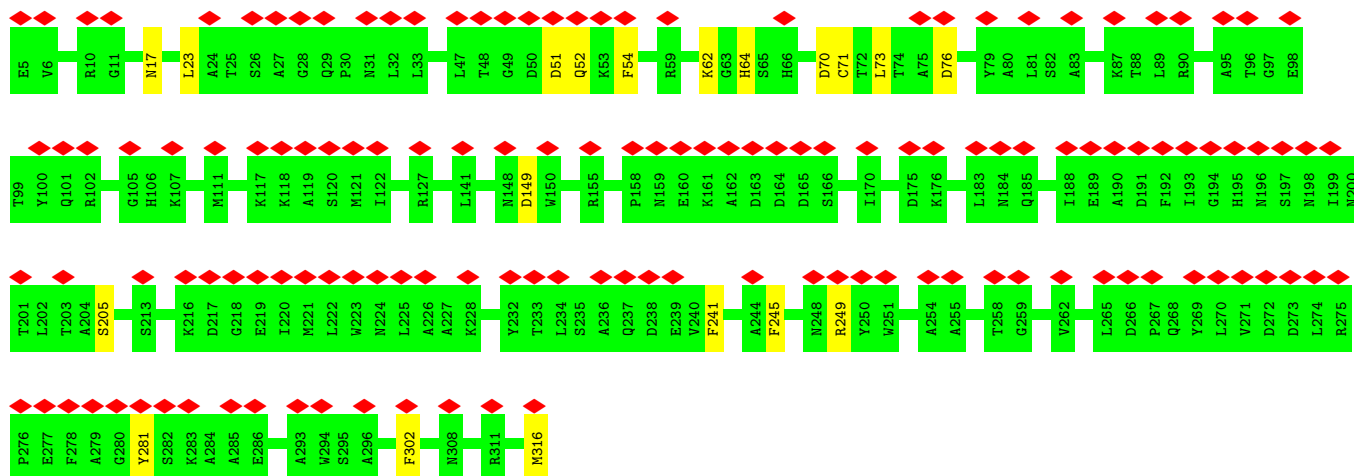 E5 V6 R10 G11 N17 L23 A24 T25 S26 A27 G28 Q29 P30 N31 L32 L33 L47 T48 G49 D50 D51 Q52 K53 F54 R59 K62 G63 H64 S65 H66 D70 C71 T72 L73 T74 A75 D76 Y79 A80 L81 S82 A83 K87 T88 L89 R90 A95 T96 G97 E98
T99 Y100 Q101 R102 G105 H106 K107 M111 K117 K118 A119 S120 M121 I122 R127 L141 N148 D149 W150 R155 P158 N159 E160 K161 A162 D163 D164 D165 S166 I170 D175 K176 L183 N184 Q185 I188 E189 A190 D191 F192 I193 G194 H195 N196 S197 N198 I199 N200
T201 L202 T203 A204 S205 S213 K216 D217 G218 E219 I220 M221 L222 W223 N224 L225 A226 A227 K228 Y232 T233 L234 S235 A236 Q237 D238 E239 V240 F241 A244 F245 N248 R249 Y250 W251 A254 A255 T258 G259 V262 L265 D266 P267 Q268 Y269 L270 V271 D272 D273 L274 R275
P276 E277 F278 A279 G280 Y281 S282 K283 A284 A285 E286 A293 W294 S295 A296 F302 N308 R311 M316